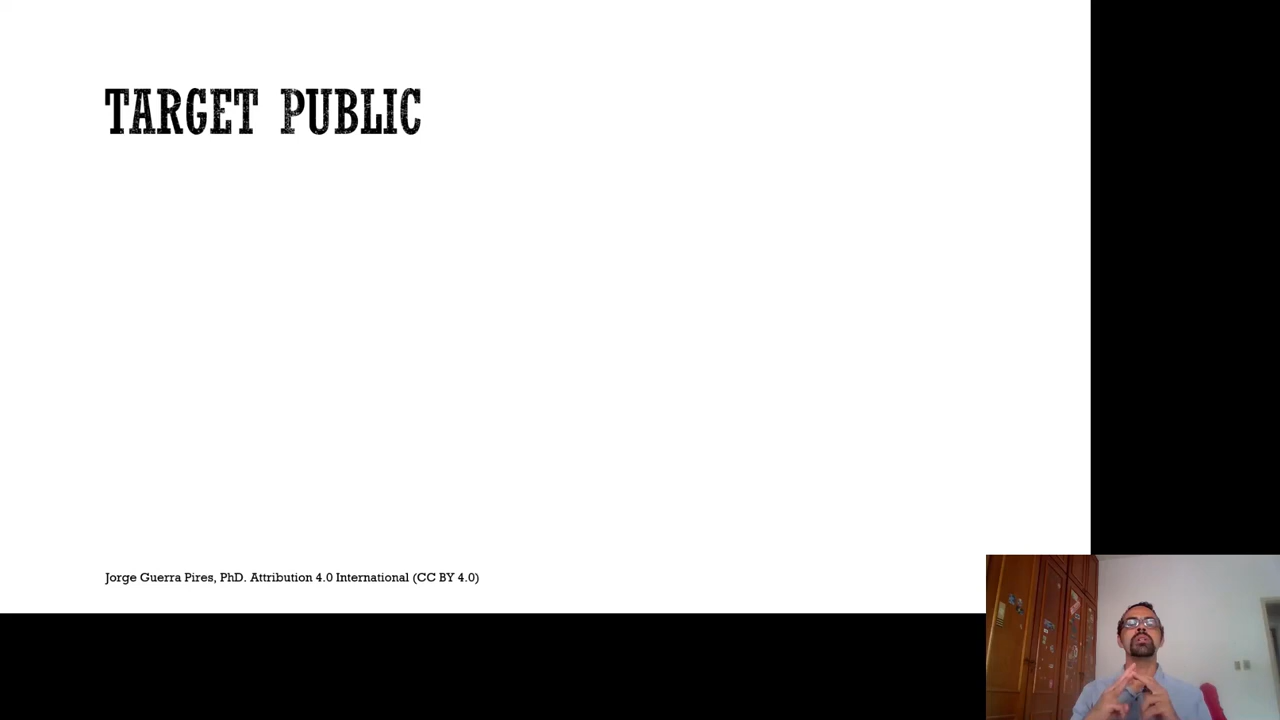 TARGET PUBLIC
Jorge Guerra Pires, PhD. Attribution 4.0 International (CC BY 4.0)